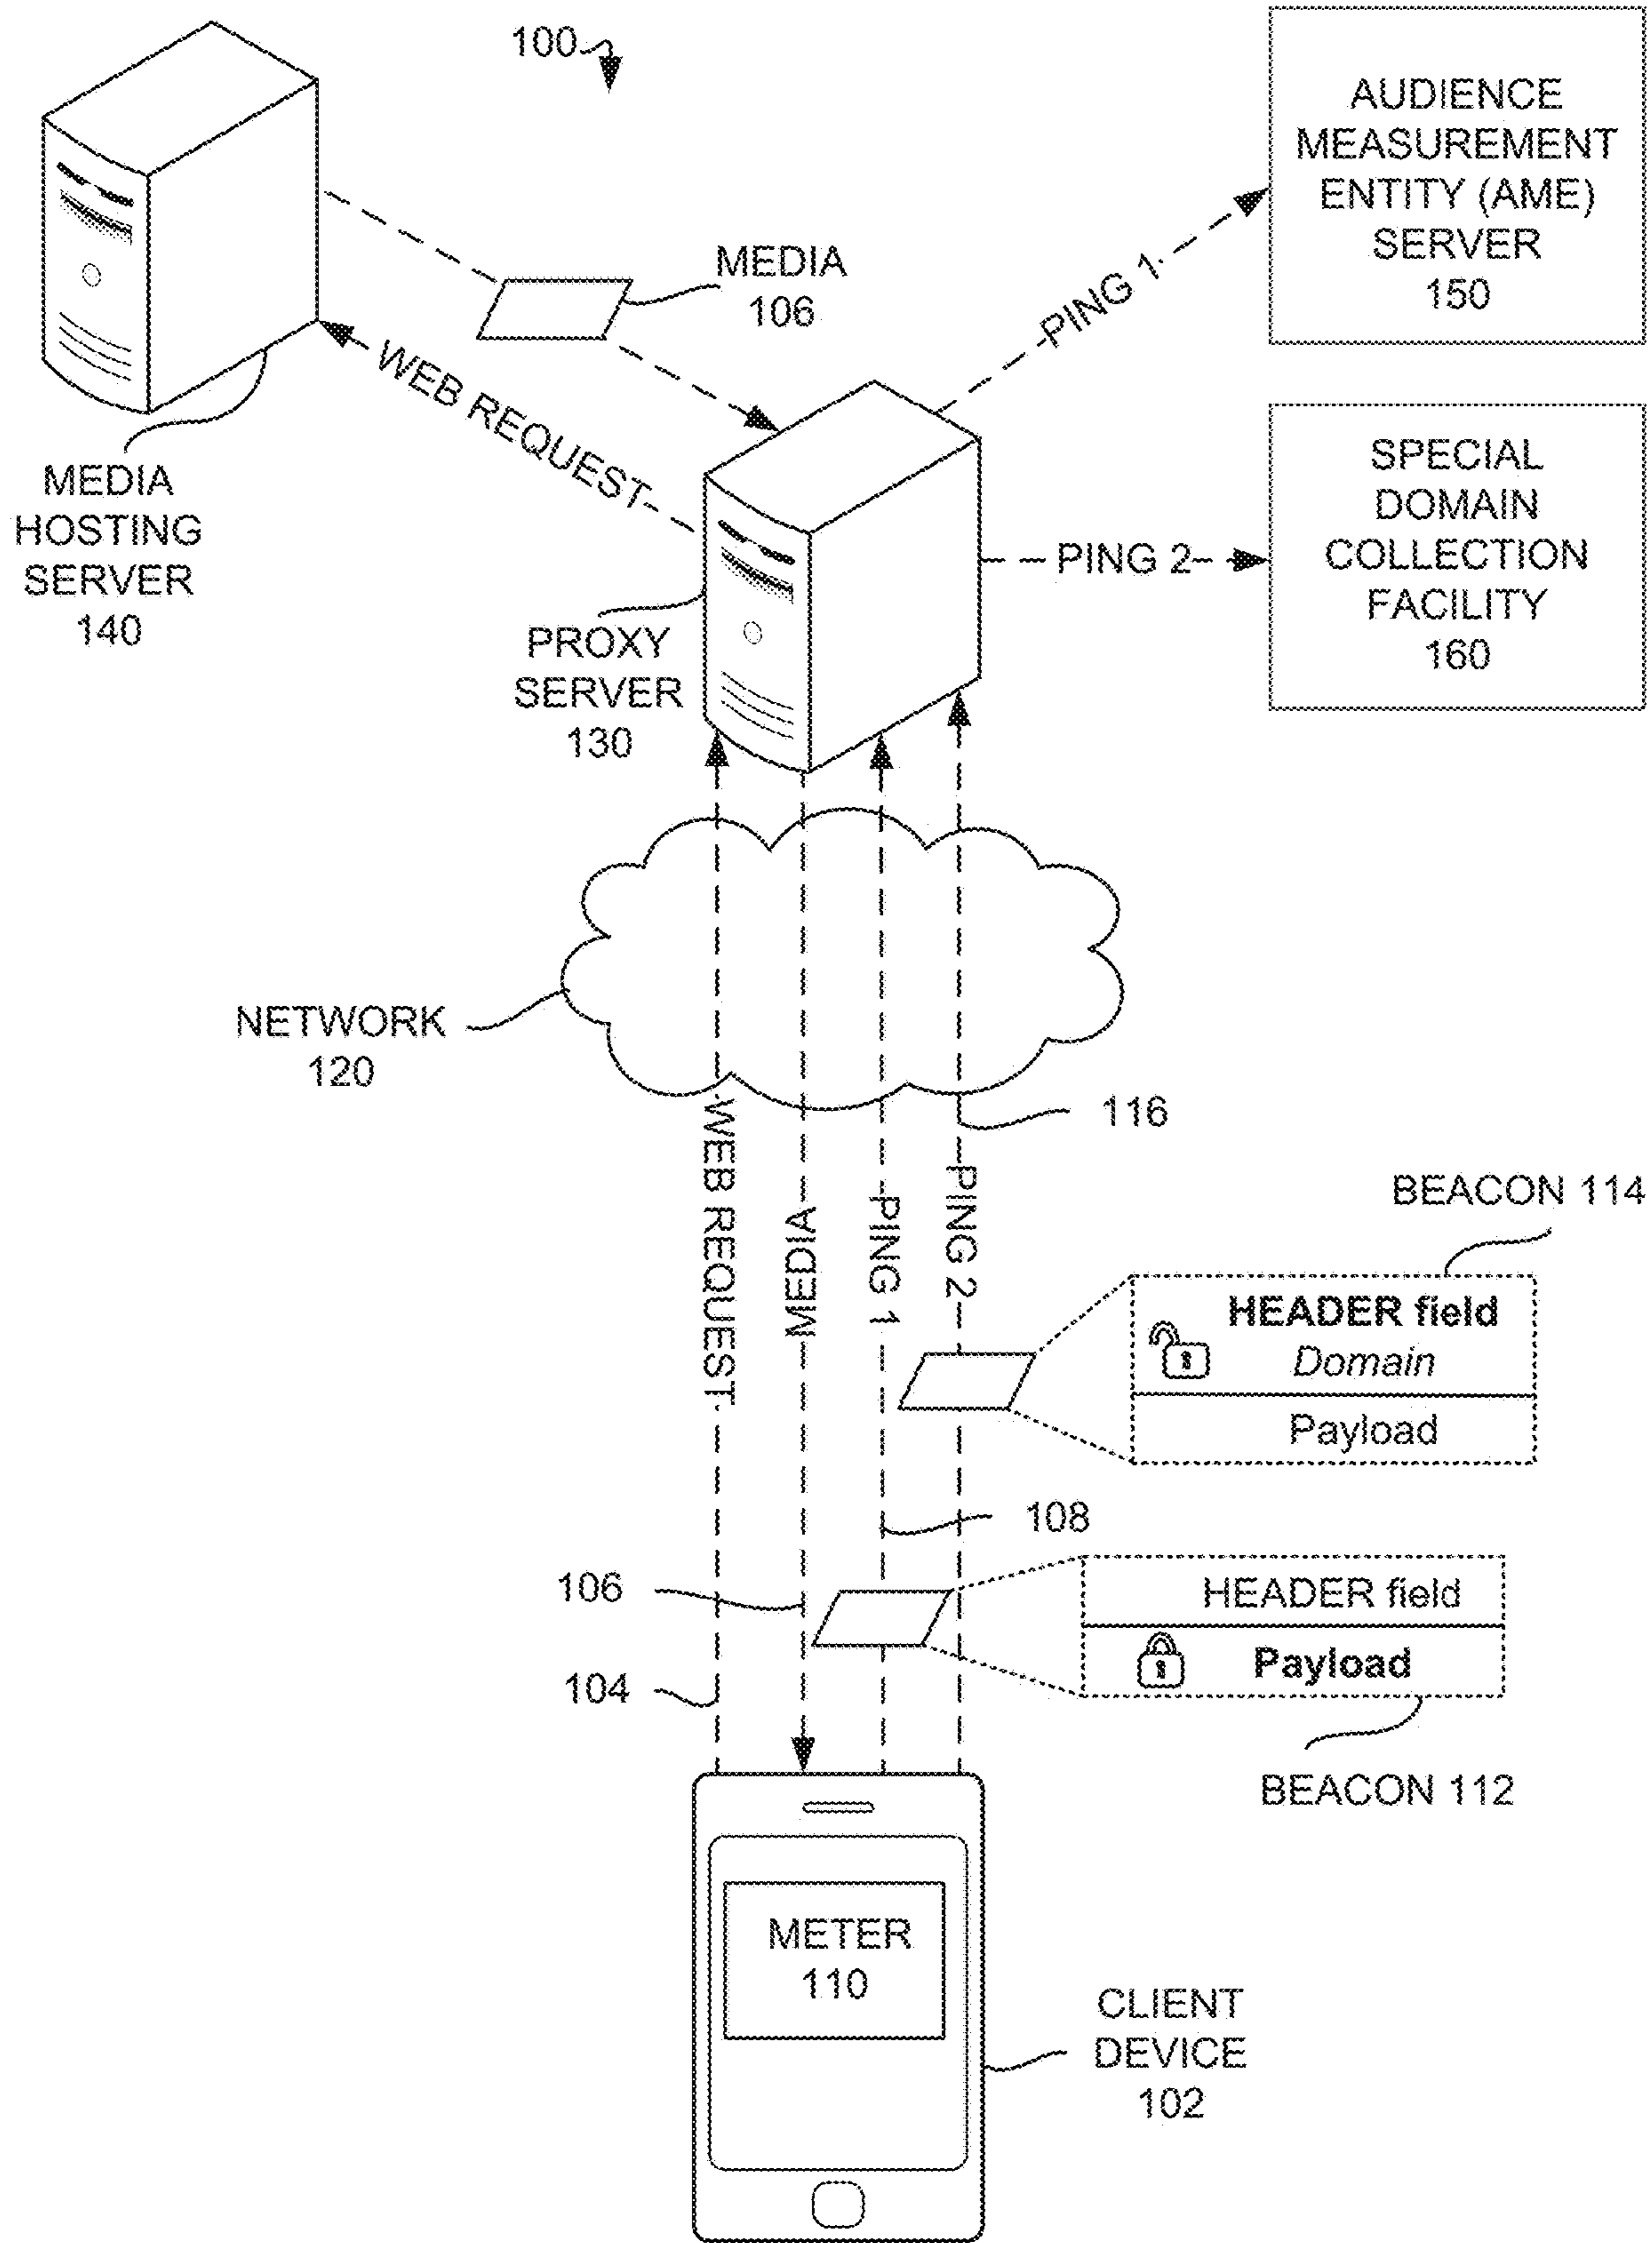 100
AUDIENCE
MEASUREMENT
ENTITY (AME)
SERVER
150
MEDIA
106
PING 1
WEB REQUEST
SPECIAL
DOMAIN
COLLECTION
FACILITY
160
MEDIA
HOSTING
SERVER
140
PING 2
PROXY
SERVER
130
NETWORK
120
116
WEB REQUEST
MEDIA
PING 1
PING 2
BEACON 114
HEADER field
Domain
Payload
108
106
HEADER field
Payload
104
BEACON 112
METER
110
CLIENT
DEVICE
102